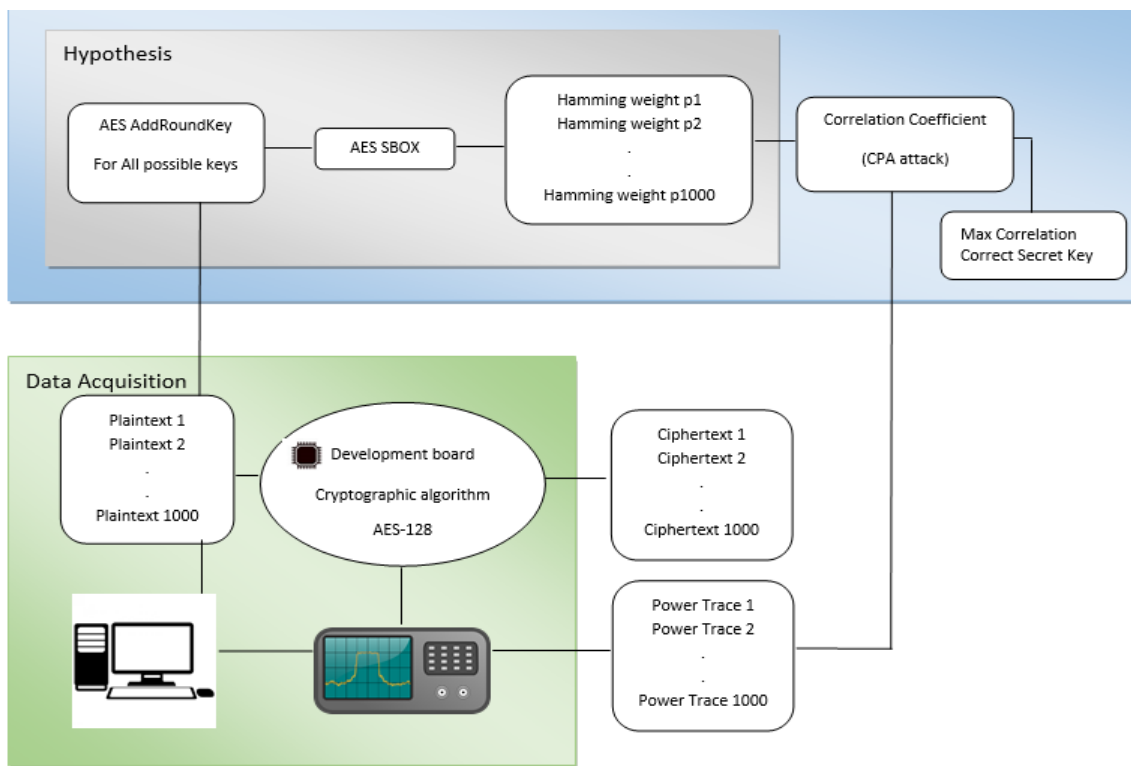 Hypothesis
AES AddRoundKey
For All possible keys
AES SBOX
Hamming weight p1
Hamming weight p2
.
.
Hamming weight p1000
Correlation Coefficient
(CPA attack)
Max Correlation
Correct Secret Key
Data Acquisition
Plaintext 1
Plaintext 2
.
.
Plaintext 1000
Development board
Cryptographic algorithm
AES-128
Ciphertext 1
Ciphertext 2
.
.
Ciphertext 1000
Power Trace 1
Power Trace 2
.
.
Power Trace 1000